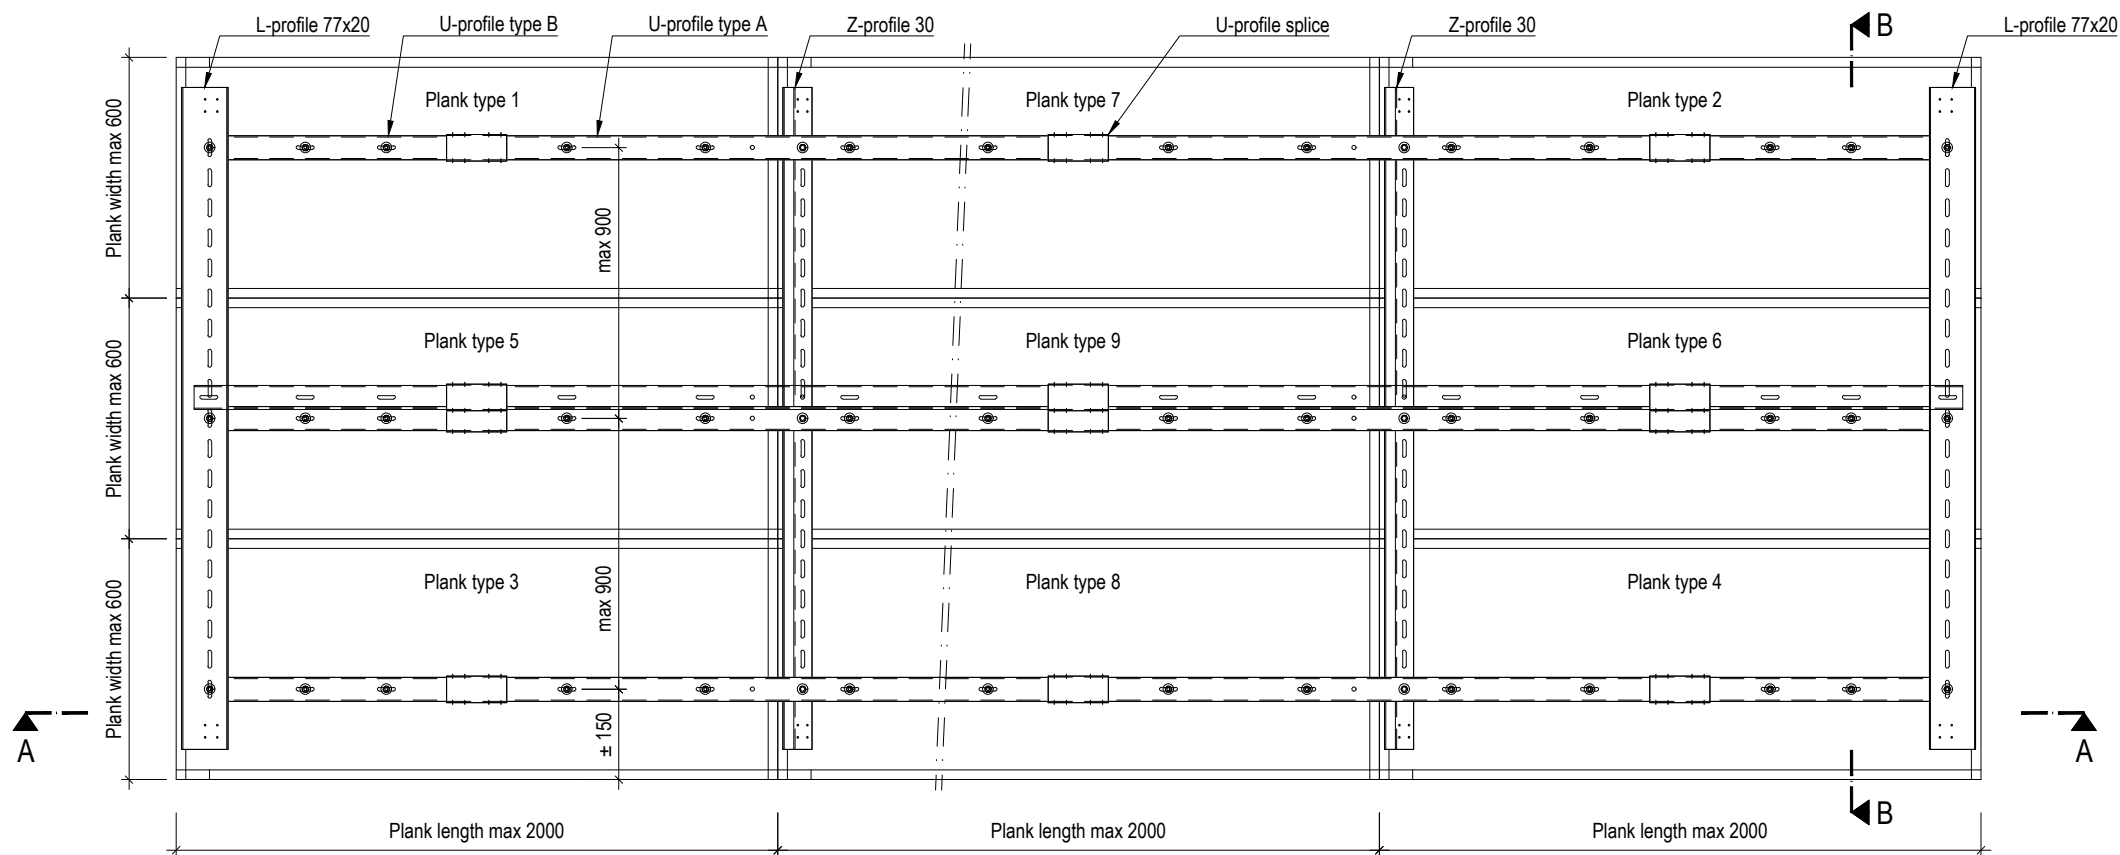 L-profile 77x20
U-profile type B
U-profile type A
Z-profile 30
U-profile splice
Z-profile 30
B
L-profile 77x20
Plank type 1
Plank type 7
Plank type 2
Plank width max 600
max 900
Plank type 5
Plank type 9
Plank type 6
Plank width max 600
Plank type 3
Plank type 8
Plank type 4
Plank width max 600
max 900
± 150
A
A
B
Plank length max 2000
Plank length max 2000
Plank length max 2000